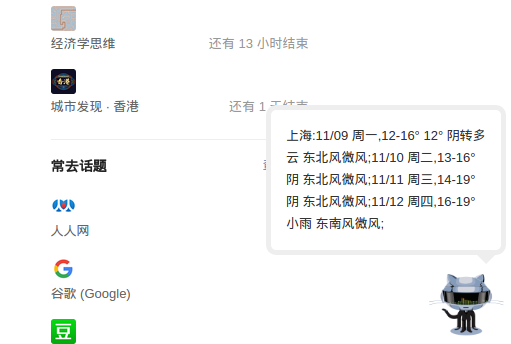 经济学思维 还有 13 小时结束
香港
城市发现 · 香港 还有 1 天结束
常去话题
上海:11/09 周一,12-16° 12° 阴转多
云 东北风微风;11/10 周二,13-16°
阴 东北风微风;11/11 周三,14-19°
阴 东北风微风;11/12 周四,16-19°
小雨 东南风微风;
人人网
G
谷歌 (Google)
豆